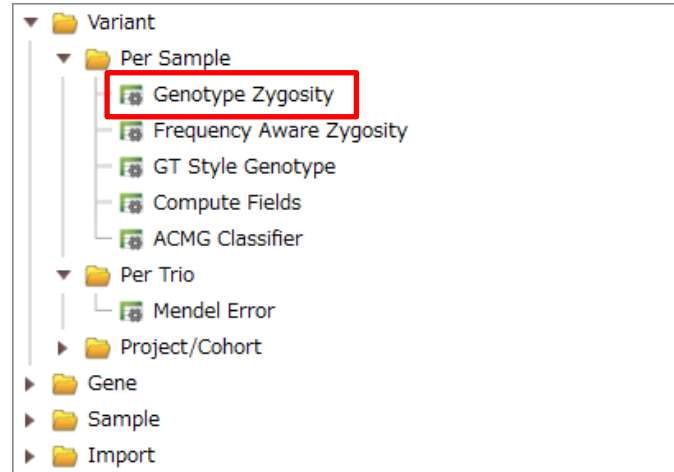 Variant
Per Sample
Genotype Zygosity
Frequency Aware Zygosity
GT Style Genotype
Compute Fields
ACMG Classifier
Per Trio
Mendel Error
Project/Cohort
Gene
Sample
Import